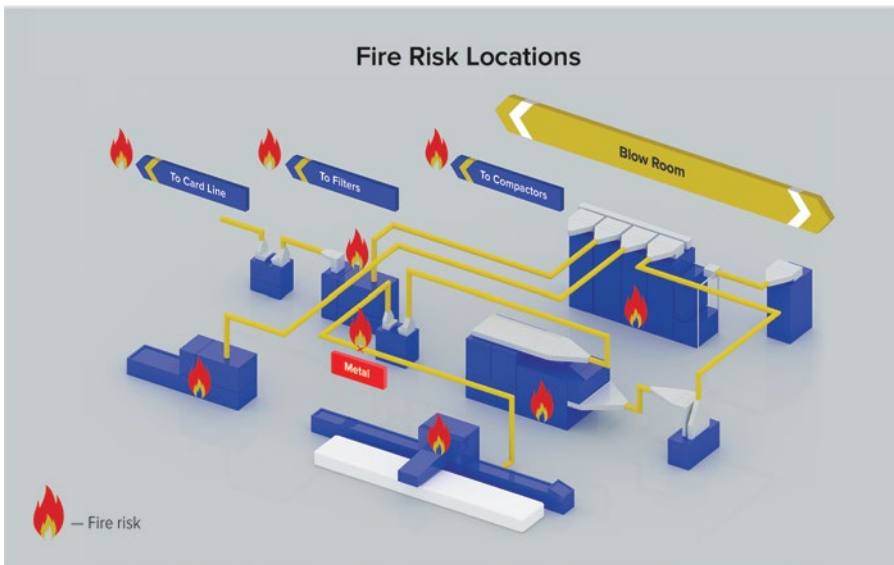 Fire Risk Locations
Blow Room
To Card Line
To Filters
To Compactors
Metal
— Fire risk